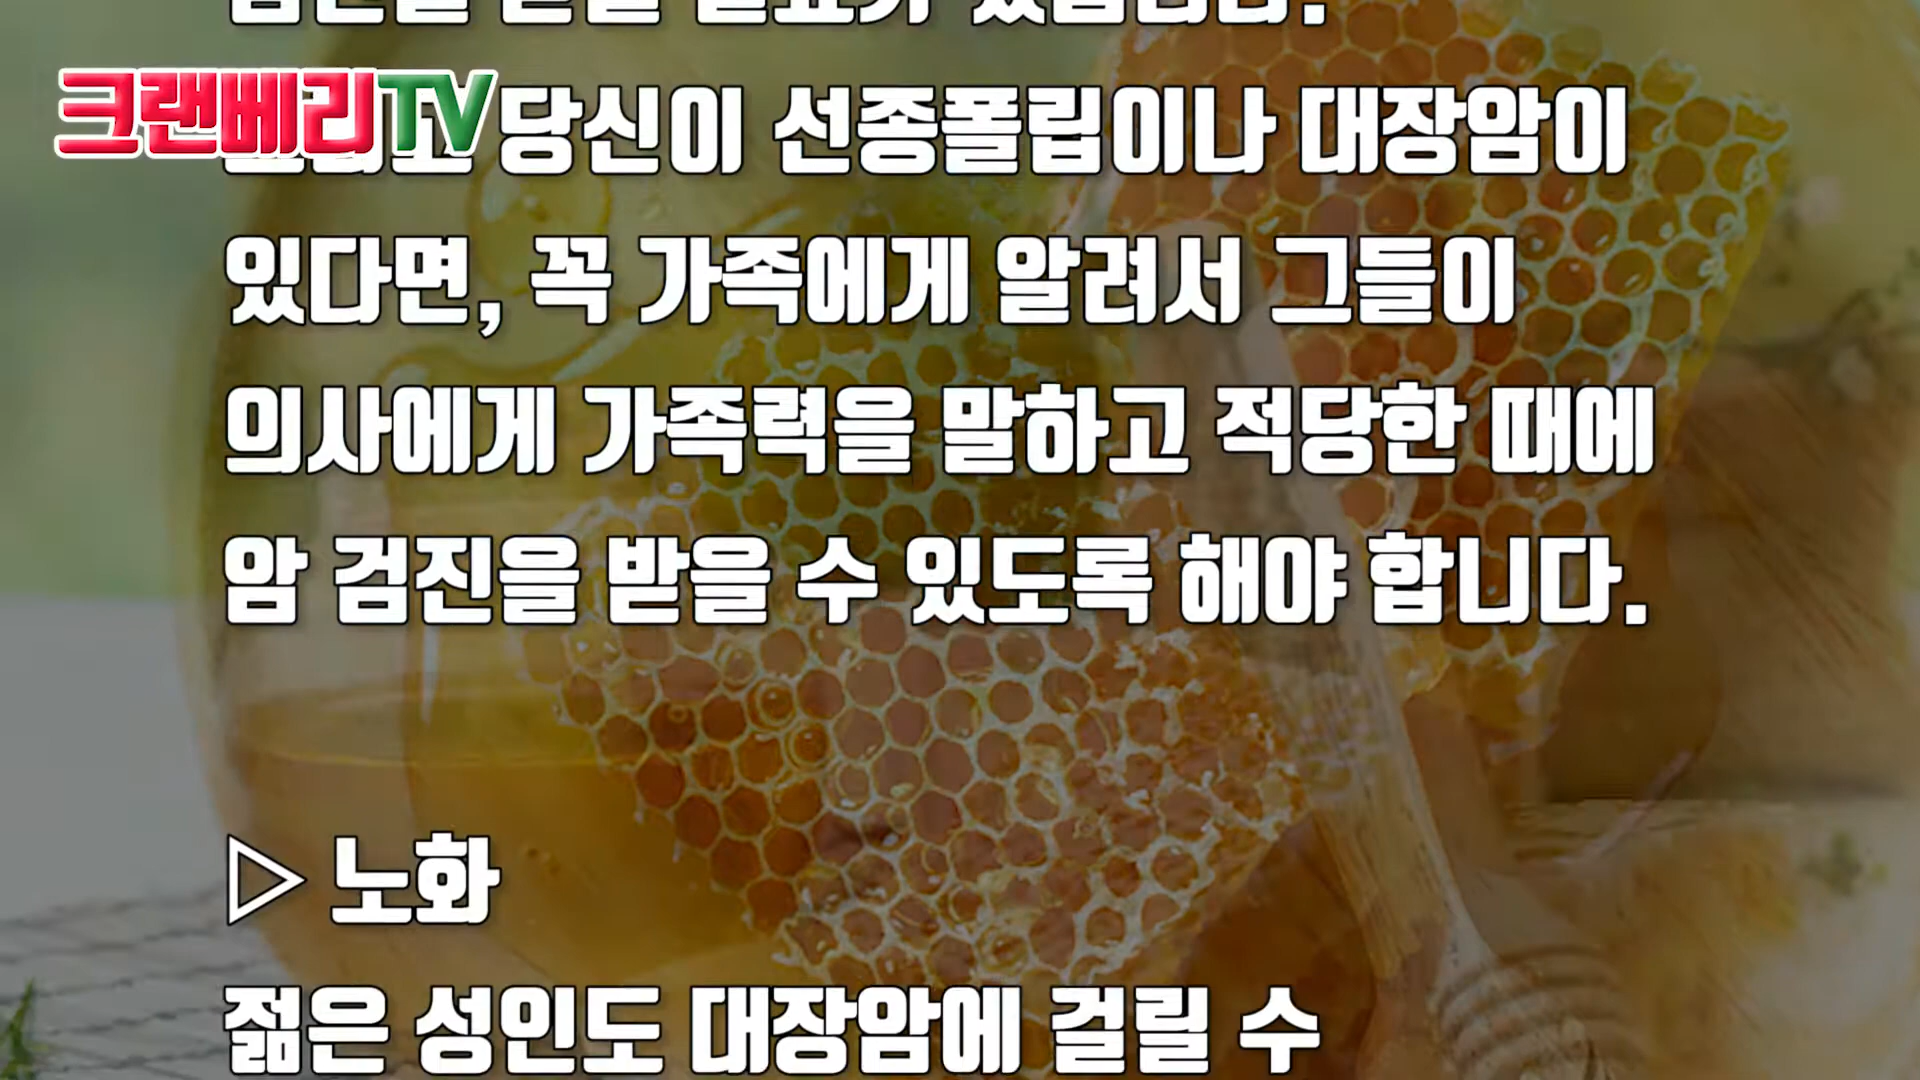 크랜베리TV
당신이 선종폴립이나 대장암이
있다면, 꼭 가족에게 알려서 그들이
의사에게 가족력을 말하고 적당한 때에
암 검진을 받을 수 있도록 해야 합니다.
▷ 노화
젊은 성인도 대장암에 걸릴 수